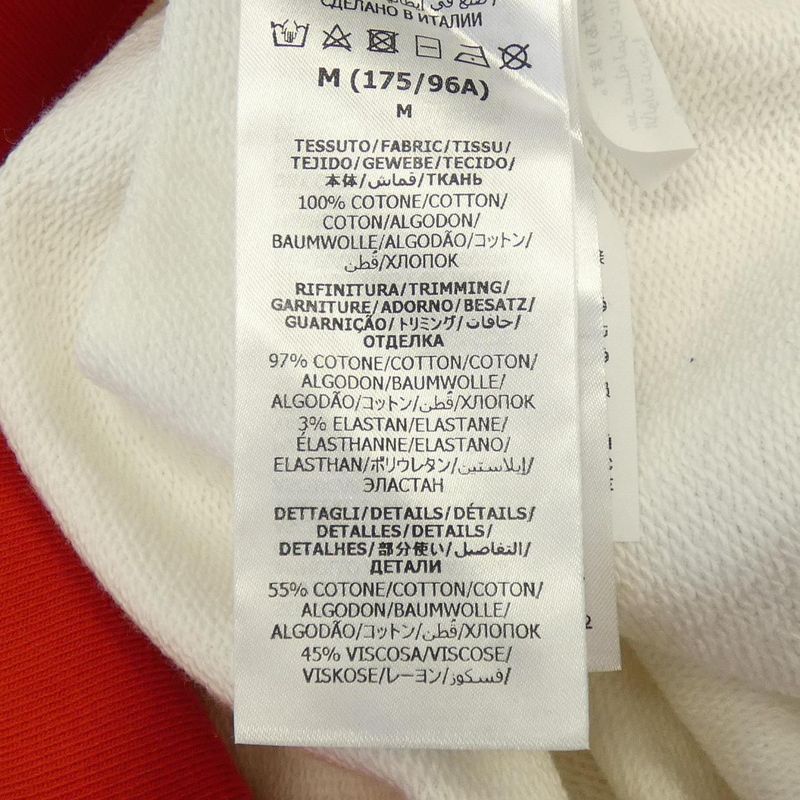 СДЕЛАНО В ИТАЛИИ
M (175/96A)
M
TESSUTO/FABRIC/TISSU/
TEJIDO/GEWEBE/TECIDO/
本体/قماش/ТКАНЬ
100% COTONE/COTTON/
COTON/ALGODON/
BAUMWOLLE/ALGODÃO/コットン/
قُطن/ХЛОПОК
RIFINITURA/TRIMMING/
GARNITURE/ADORNO/BESATZ/
GUARNIÇÃO/トリミング/حافات/
ОТДЕЛКА
97% COTONE/COTTON/COTON/
ALGODON/BAUMWOLLE/
ALGODÃO/コットン/قُطن/ХЛОПОК
3% ELASTAN/ELASTANE/
ÉLASTHANNE/ELASTANO/
ELASTHAN/ポリウレタン/إيلاستين/
ЭЛАСТАН
DETTAGLI/DETAILS/DÉTAILS/
DETALLES/DETAILS/
DETALHES/部分使い/التفاصيل/
ДЕТАЛИ
55% COTONE/COTTON/COTON/
ALGODON/BAUMWOLLE/
ALGODÃO/コットン/قُطن/ХЛОПОК
45% VISCOSA/VISCOSE/
VISKOSE/レーヨン/فسكوز/
2